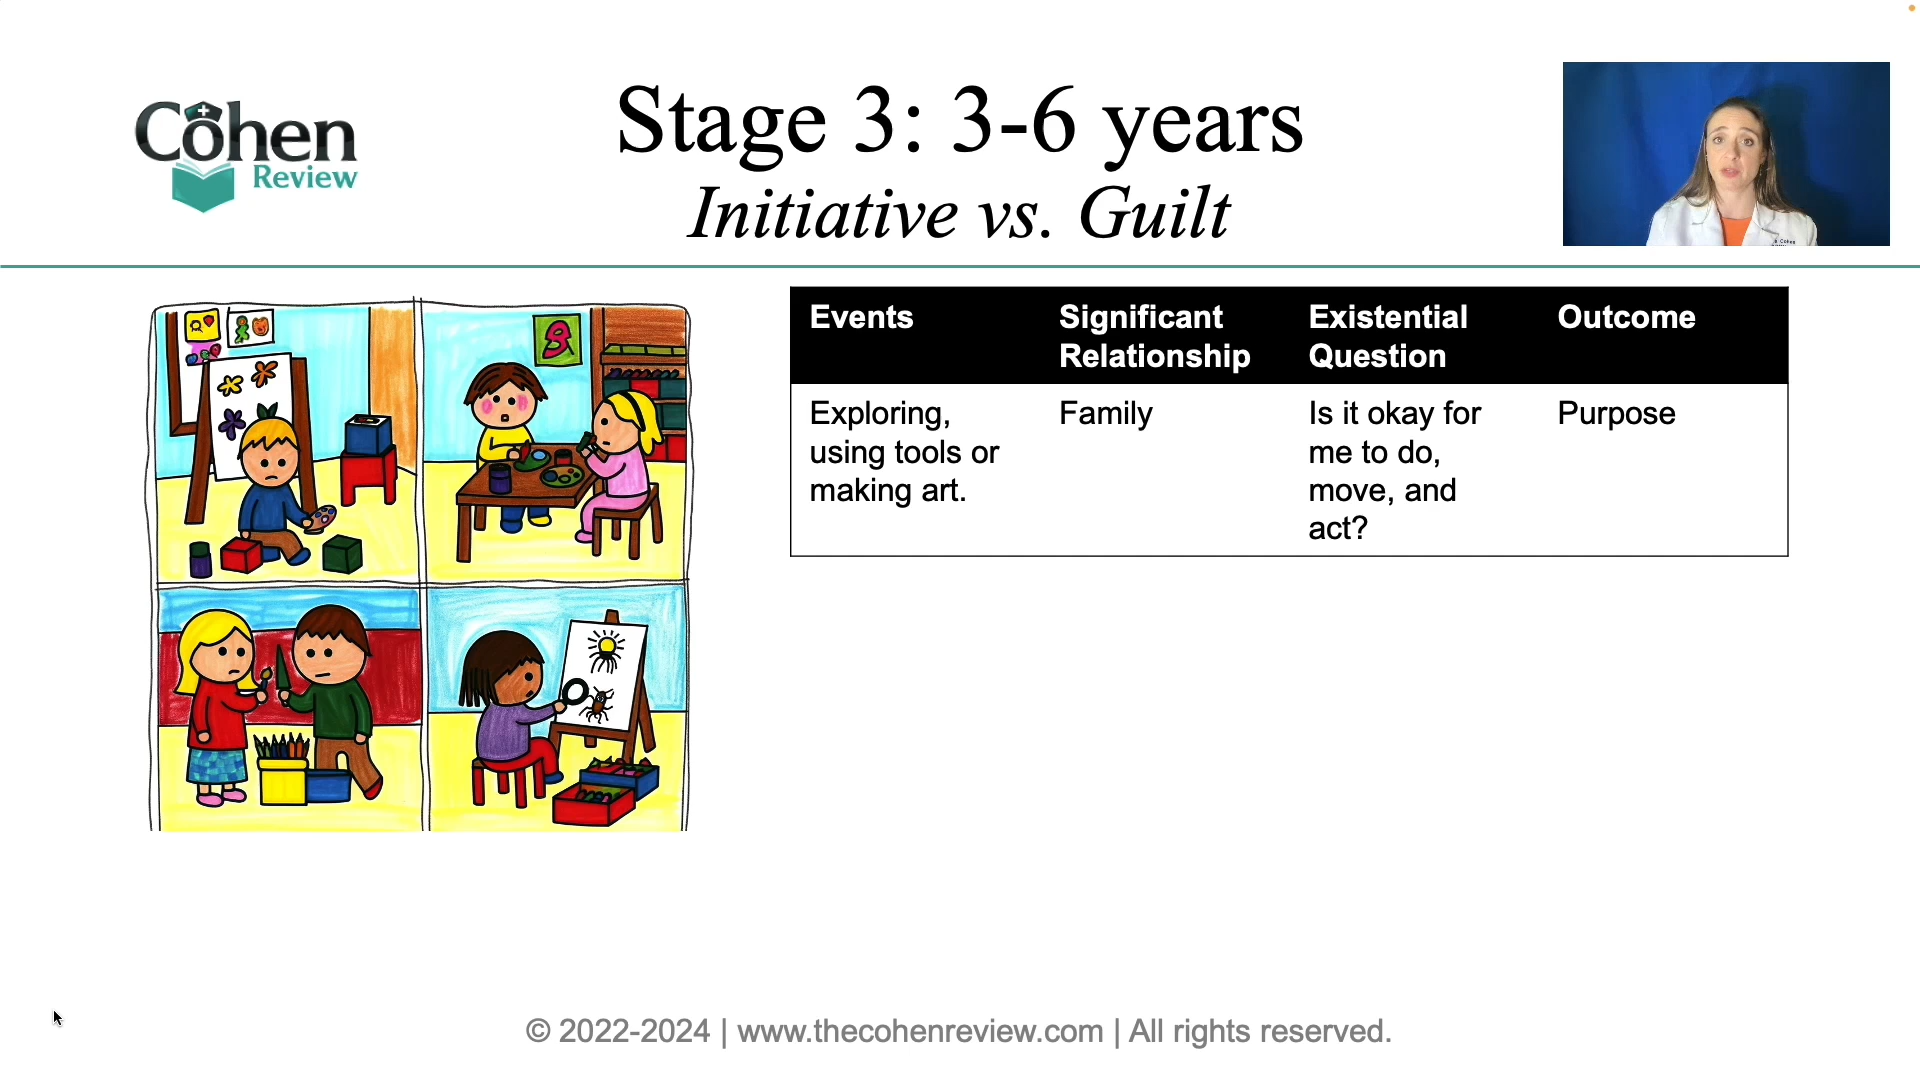 Cohen
Review
Stage 3: 3-6 years
Initiative vs. Guilt
Events
Significant
Relationship
Existential
Question
Outcome
Exploring,
using tools or
making art.
Family
Is it okay for
me to do,
move, and
act?
Purpose
© 2022-2024 | www.thecohenreview.com | All rights reserved.